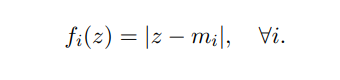 fᵢ(z) = |z − mᵢ|, ∀i.